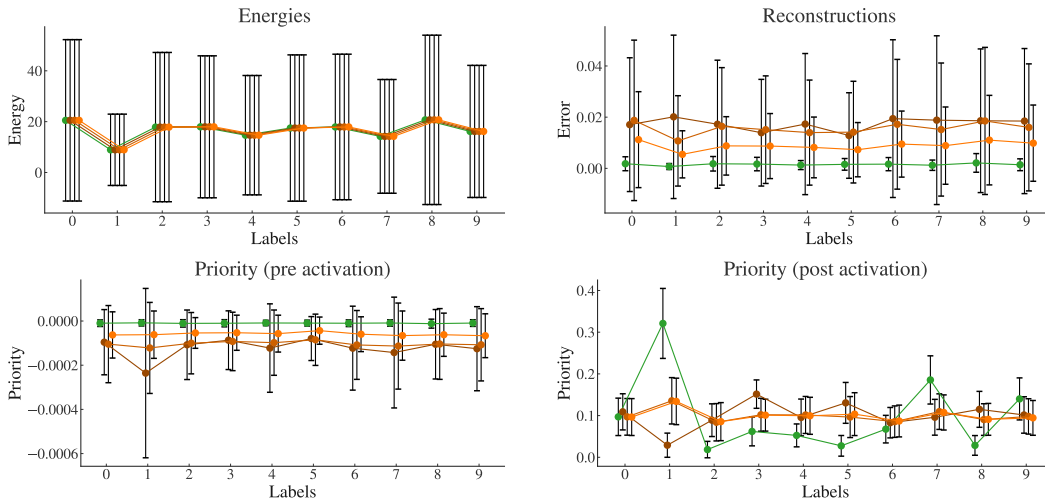 Energies
40
20
0
Energy
0 1 2 3 4 5 6 7 8 9
Labels
Reconstructions
0.04
0.02
0.00
Error
0 1 2 3 4 5 6 7 8 9
Labels
Priority (pre activation)
0.0000
−0.0002
−0.0004
−0.0006
Priority
0 1 2 3 4 5 6 7 8 9
Labels
Priority (post activation)
0.4
0.3
0.2
0.1
0.0
Priority
0 1 2 3 4 5 6 7 8 9
Labels